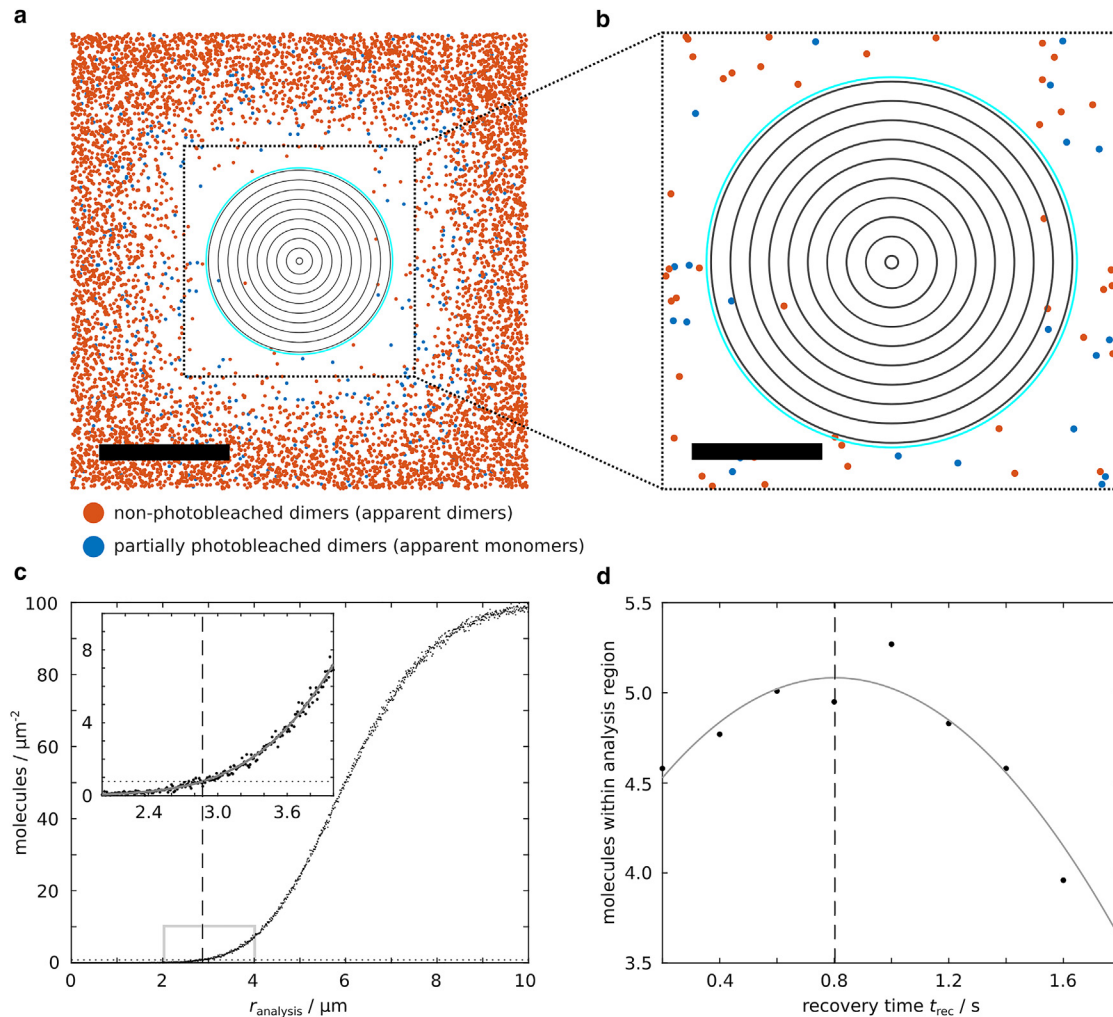 a
b
non-photobleached dimers (apparent dimers)
partially photobleached dimers (apparent monomers)
c
100
80
60
40
20
0
molecules / μm⁻²
8
4
0
2.4 3.0 3.6
0 2 4 6 8 10
r analysis / μm
d
5.5
5.0
4.5
4.0
3.5
molecules within analysis region
0.4 0.8 1.2 1.6
recovery time t rec / s